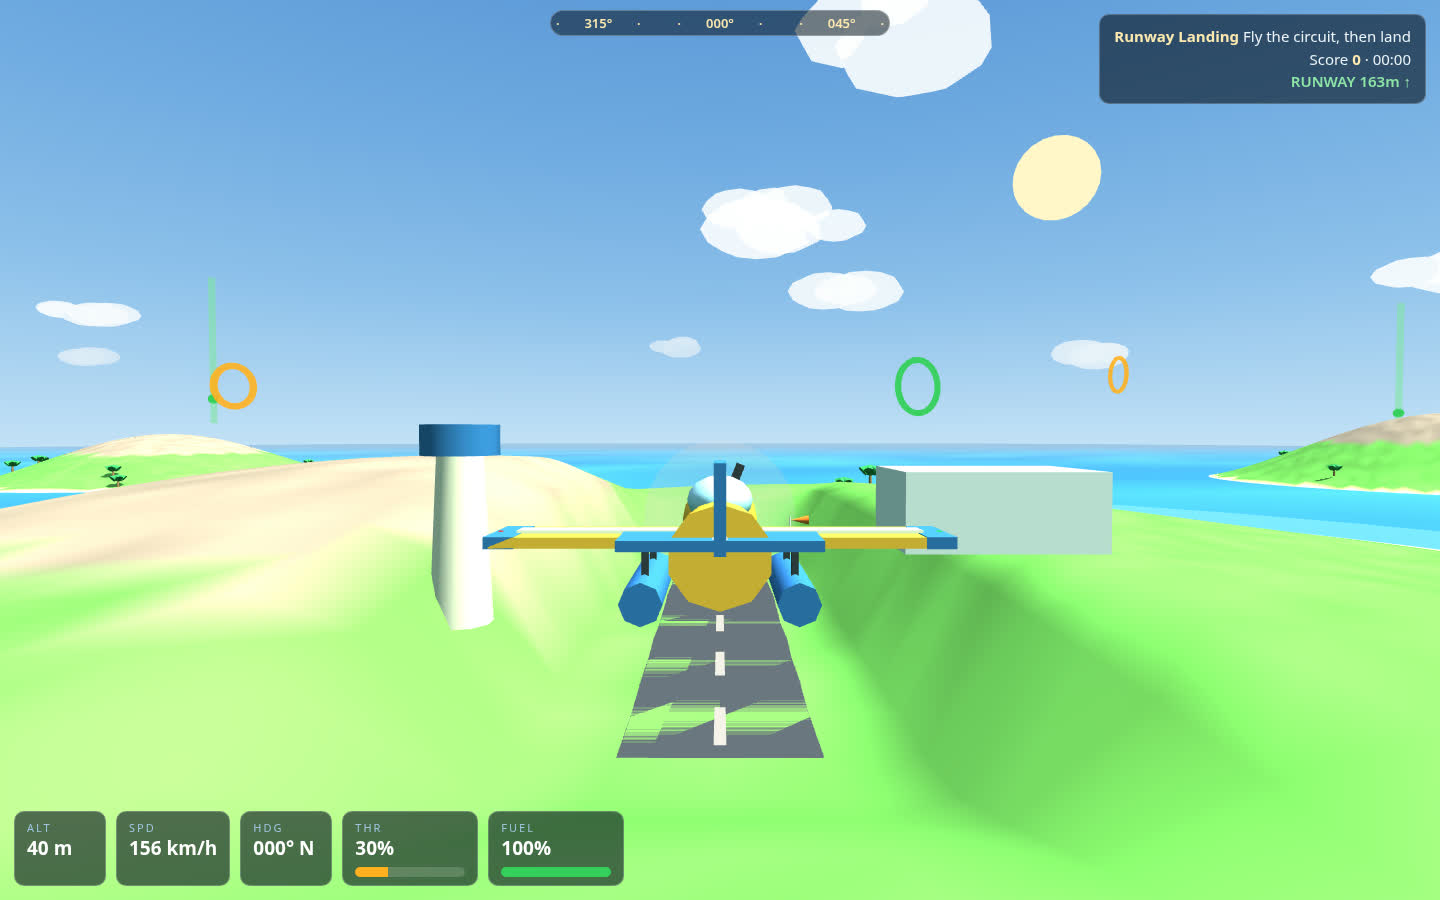 315° · · 000° · · 045° ·
Runway Landing Fly the circuit, then land
Score 0 · 00:00
RUNWAY 163m ↑
ALT
40 m
SPD
156 km/h
HDG
000° N
THR
30%
FUEL
100%